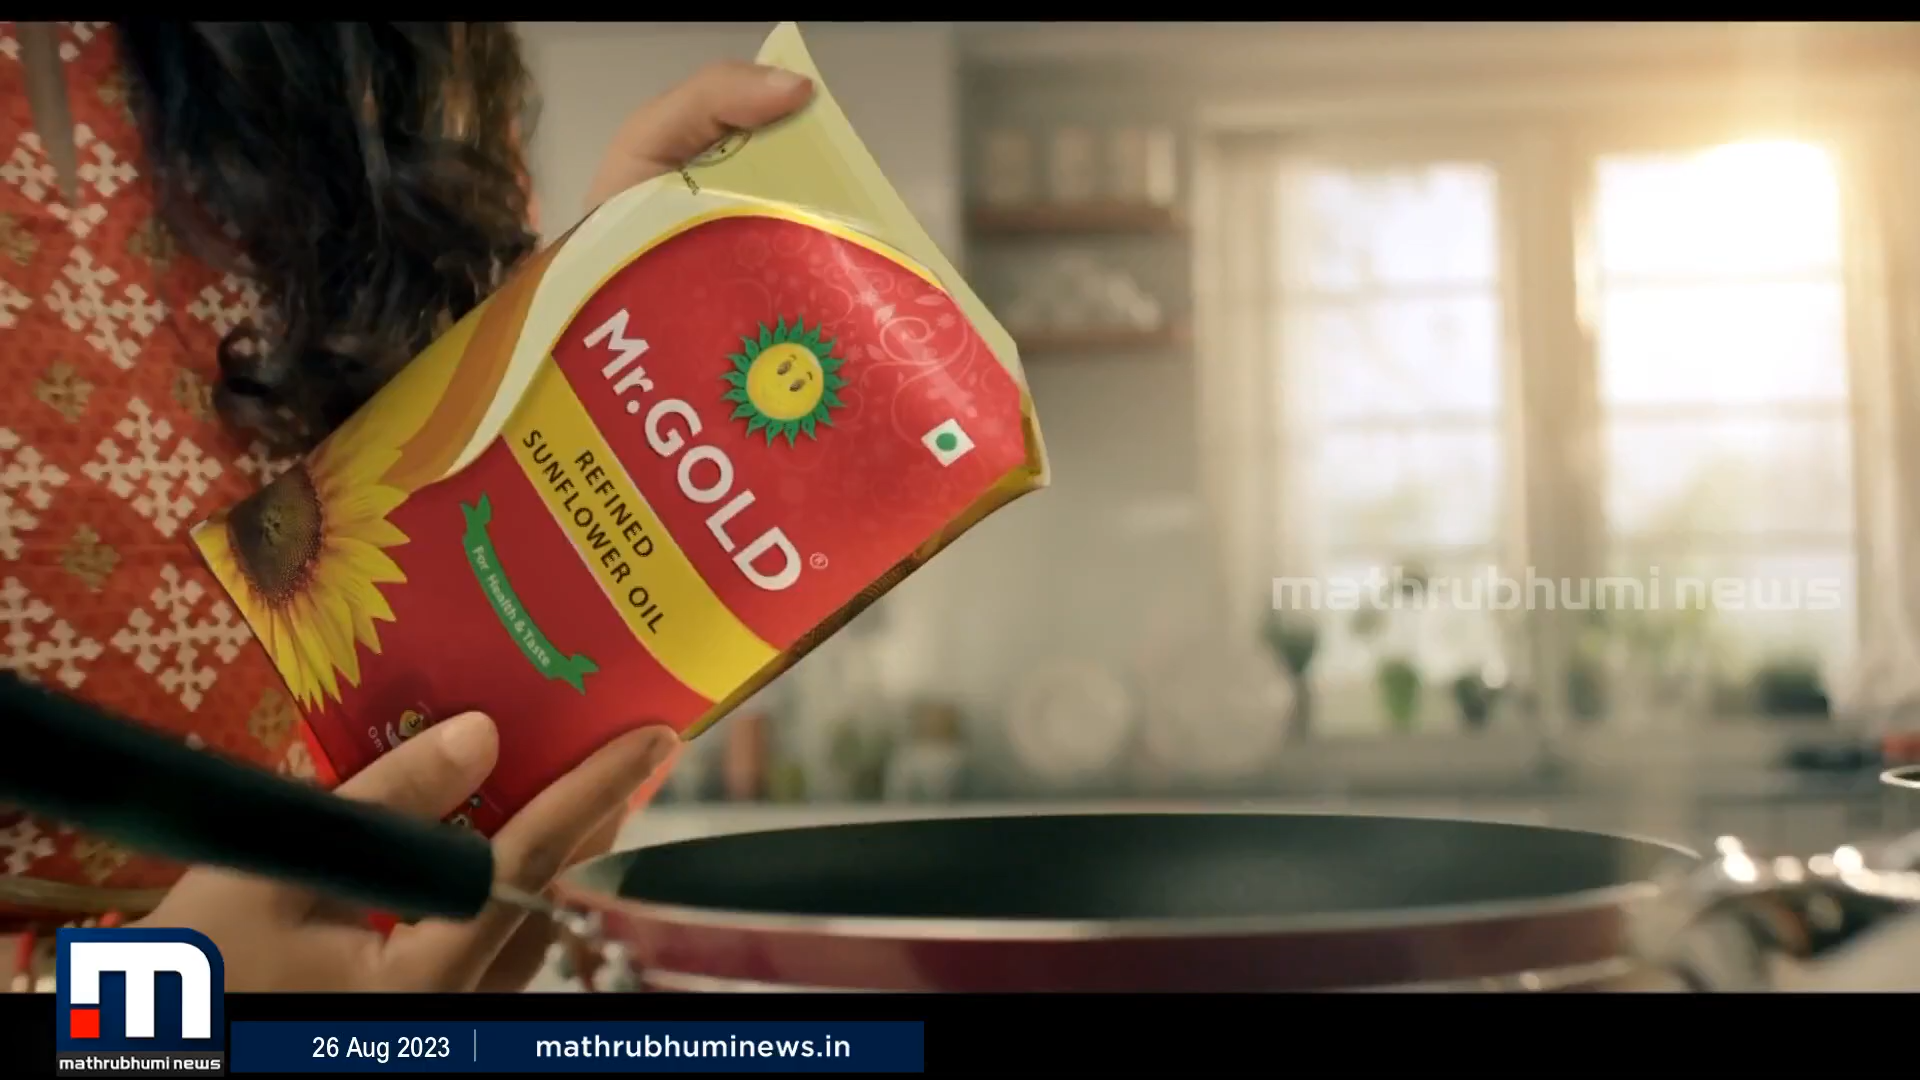 Mr.GOLD®
REFINED
SUNFLOWER OIL
For Health & Taste
mathrubhumi news
mathrubhumi news
26 Aug 2023
mathrubhuminews.in